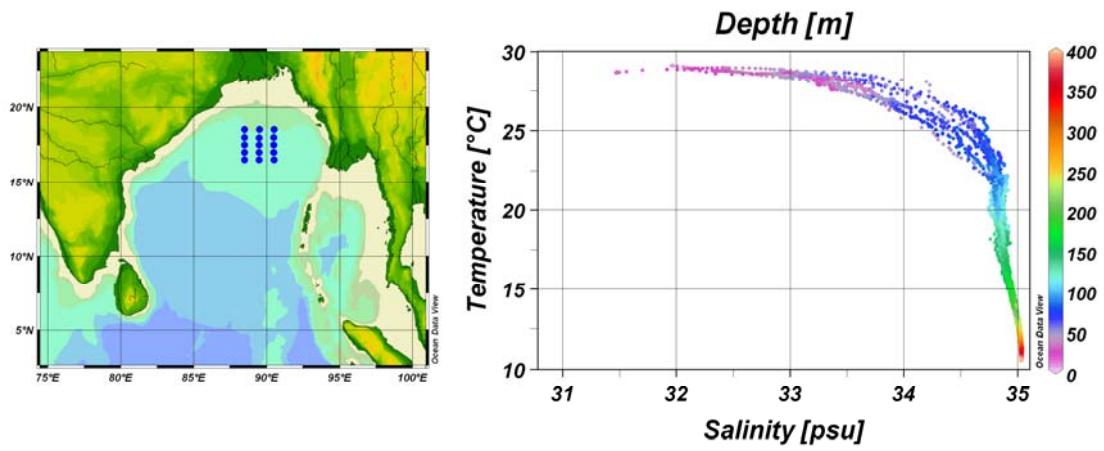 20°N
15°N
10°N
5°N
75°E 80°E 85°E 90°E 95°E 100°E
Ocean Data View
Depth [m]
Temperature [°C]
30
25
20
15
10
31 32 33 34 35
Salinity [psu]
Ocean Data View
400
350
300
250
200
150
100
50
0